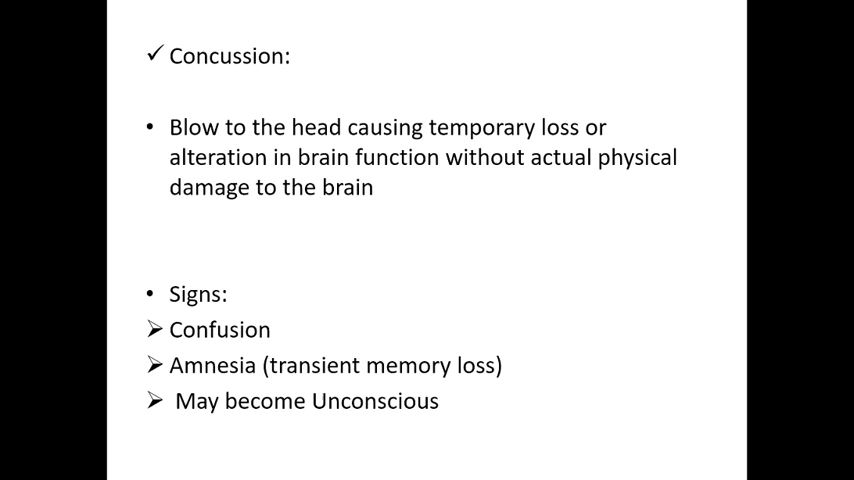 ✓ Concussion:
• Blow to the head causing temporary loss or
alteration in brain function without actual physical
damage to the brain
• Signs:
➢ Confusion
➢ Amnesia (transient memory loss)
➢ May become Unconscious